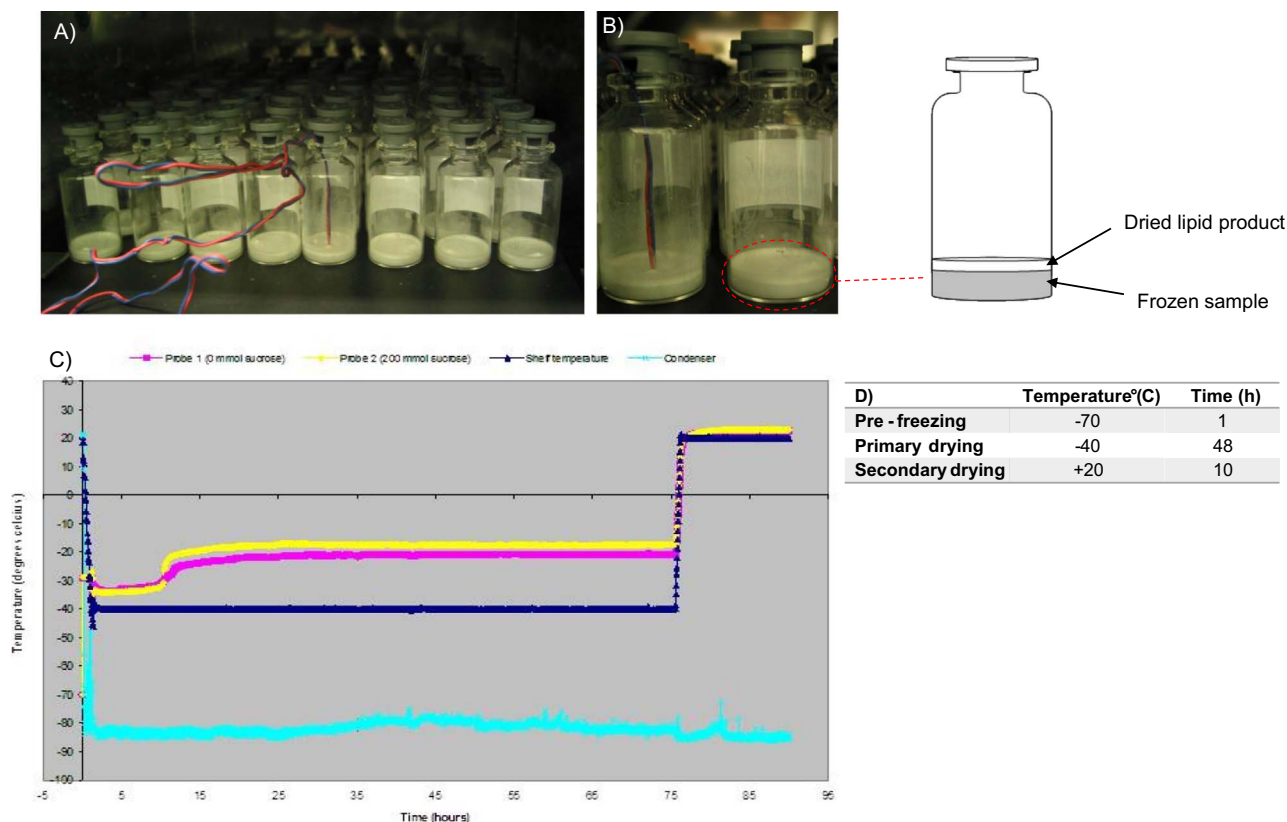 A)
B)
Dried lipid product
Frozen sample
C)
Probe 1 (0 mmol sucrose)
Probe 2 (200 mmol sucrose)
Shelf temperature
Condenser
Temperature (degrees celcius)
40
30
20
10
0
-10
-20
-30
-40
-50
-60
-70
-80
-90
-100
-5
5
15
25
35
45
55
65
75
85
95
Time (hours)
D) Temperature°(C) Time (h)
Pre - freezing -70 1
Primary drying -40 48
Secondary drying +20 10